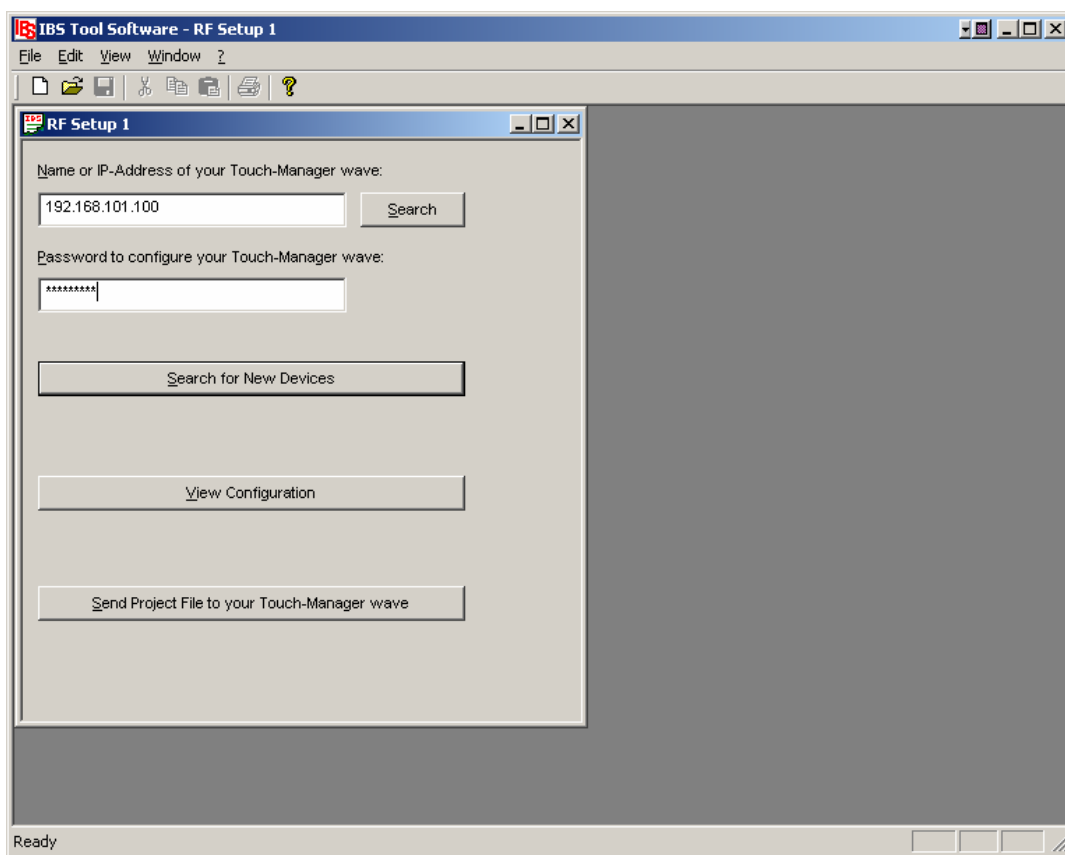 IBS Tool Software - RF Setup 1
File Edit View Window ?
RF Setup 1
Name or IP-Address of your Touch-Manager wave:
192.168.101.100
Search
Password to configure your Touch-Manager wave:
*********
Search for New Devices
View Configuration
Send Project File to your Touch-Manager wave
Ready